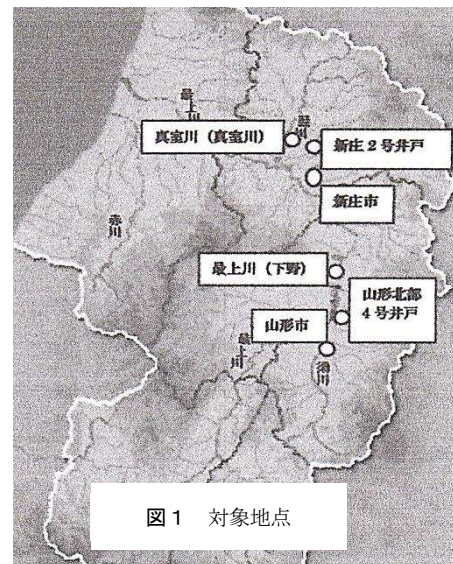 最上川
鮭川
真室川（真室川）
新庄２号井戸
新庄市
赤川
最上川（下野）
山形北部
４号井戸
山形市
最上川
須川
図１ 対象地点